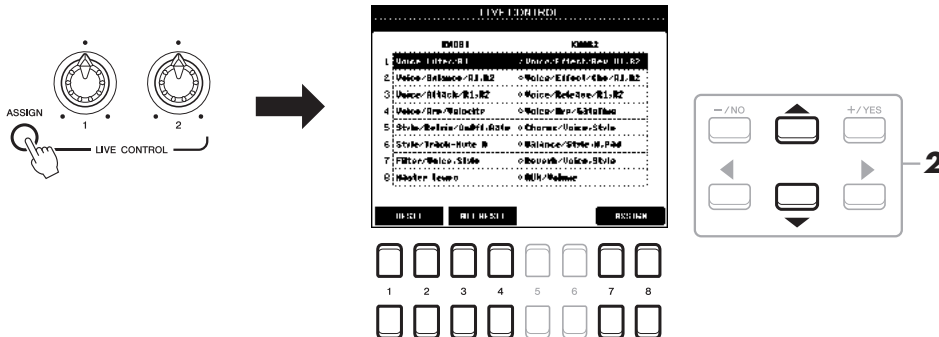 LIVE CONTROL
KNOB1 KNOB2
1 Voice Effect/Rev R1,R2
2 Voice/Balance/R1,R2 Voice/Effect/Cho/R1,R2
3 Voice/Attack/R1,R2 Voice/Release/R1,R2
4 Voice/Arp/Velocity Voice/Arp/GateTime
5 Style/Retrig/OnOff,Rate Chorus/Voice,Style
6 Style/Track-Mute Balance/Style,M.Pad
7 Filter/Voice,Style Reverb/Voice,Style
8 Master Tempo
RESET ALL RESET ASSIGN
ASSIGN
1 2
LIVE CONTROL
−/NO +/YES
2
1 2 3 4 5 6 7 8